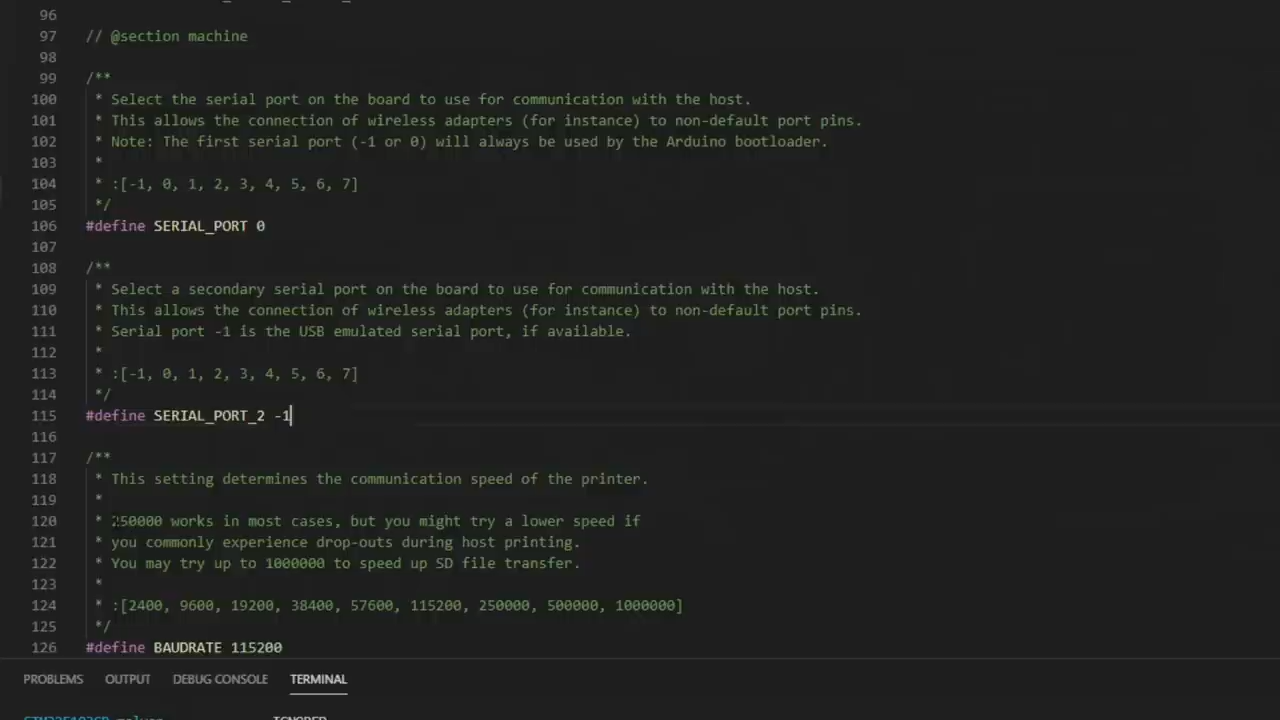 96
97 // @section machine
98
99 /**
100 * Select the serial port on the board to use for communication with the host.
101 * This allows the connection of wireless adapters (for instance) to non-default port pins.
102 * Note: The first serial port (-1 or 0) will always be used by the Arduino bootloader.
103 *
104 * :[-1, 0, 1, 2, 3, 4, 5, 6, 7]
105 */
106 #define SERIAL_PORT 0
107
108 /**
109 * Select a secondary serial port on the board to use for communication with the host.
110 * This allows the connection of wireless adapters (for instance) to non-default port pins.
111 * Serial port -1 is the USB emulated serial port, if available.
112 *
113 * :[-1, 0, 1, 2, 3, 4, 5, 6, 7]
114 */
115 #define SERIAL_PORT_2 -1
116
117 /**
118 * This setting determines the communication speed of the printer.
119 *
120 * 250000 works in most cases, but you might try a lower speed if
121 * you commonly experience drop-outs during host printing.
122 * You may try up to 1000000 to speed up SD file transfer.
123 *
124 * :[2400, 9600, 19200, 38400, 57600, 115200, 250000, 500000, 1000000]
125 */
126 #define BAUDRATE 115200
PROBLEMS OUTPUT DEBUG CONSOLE TERMINAL